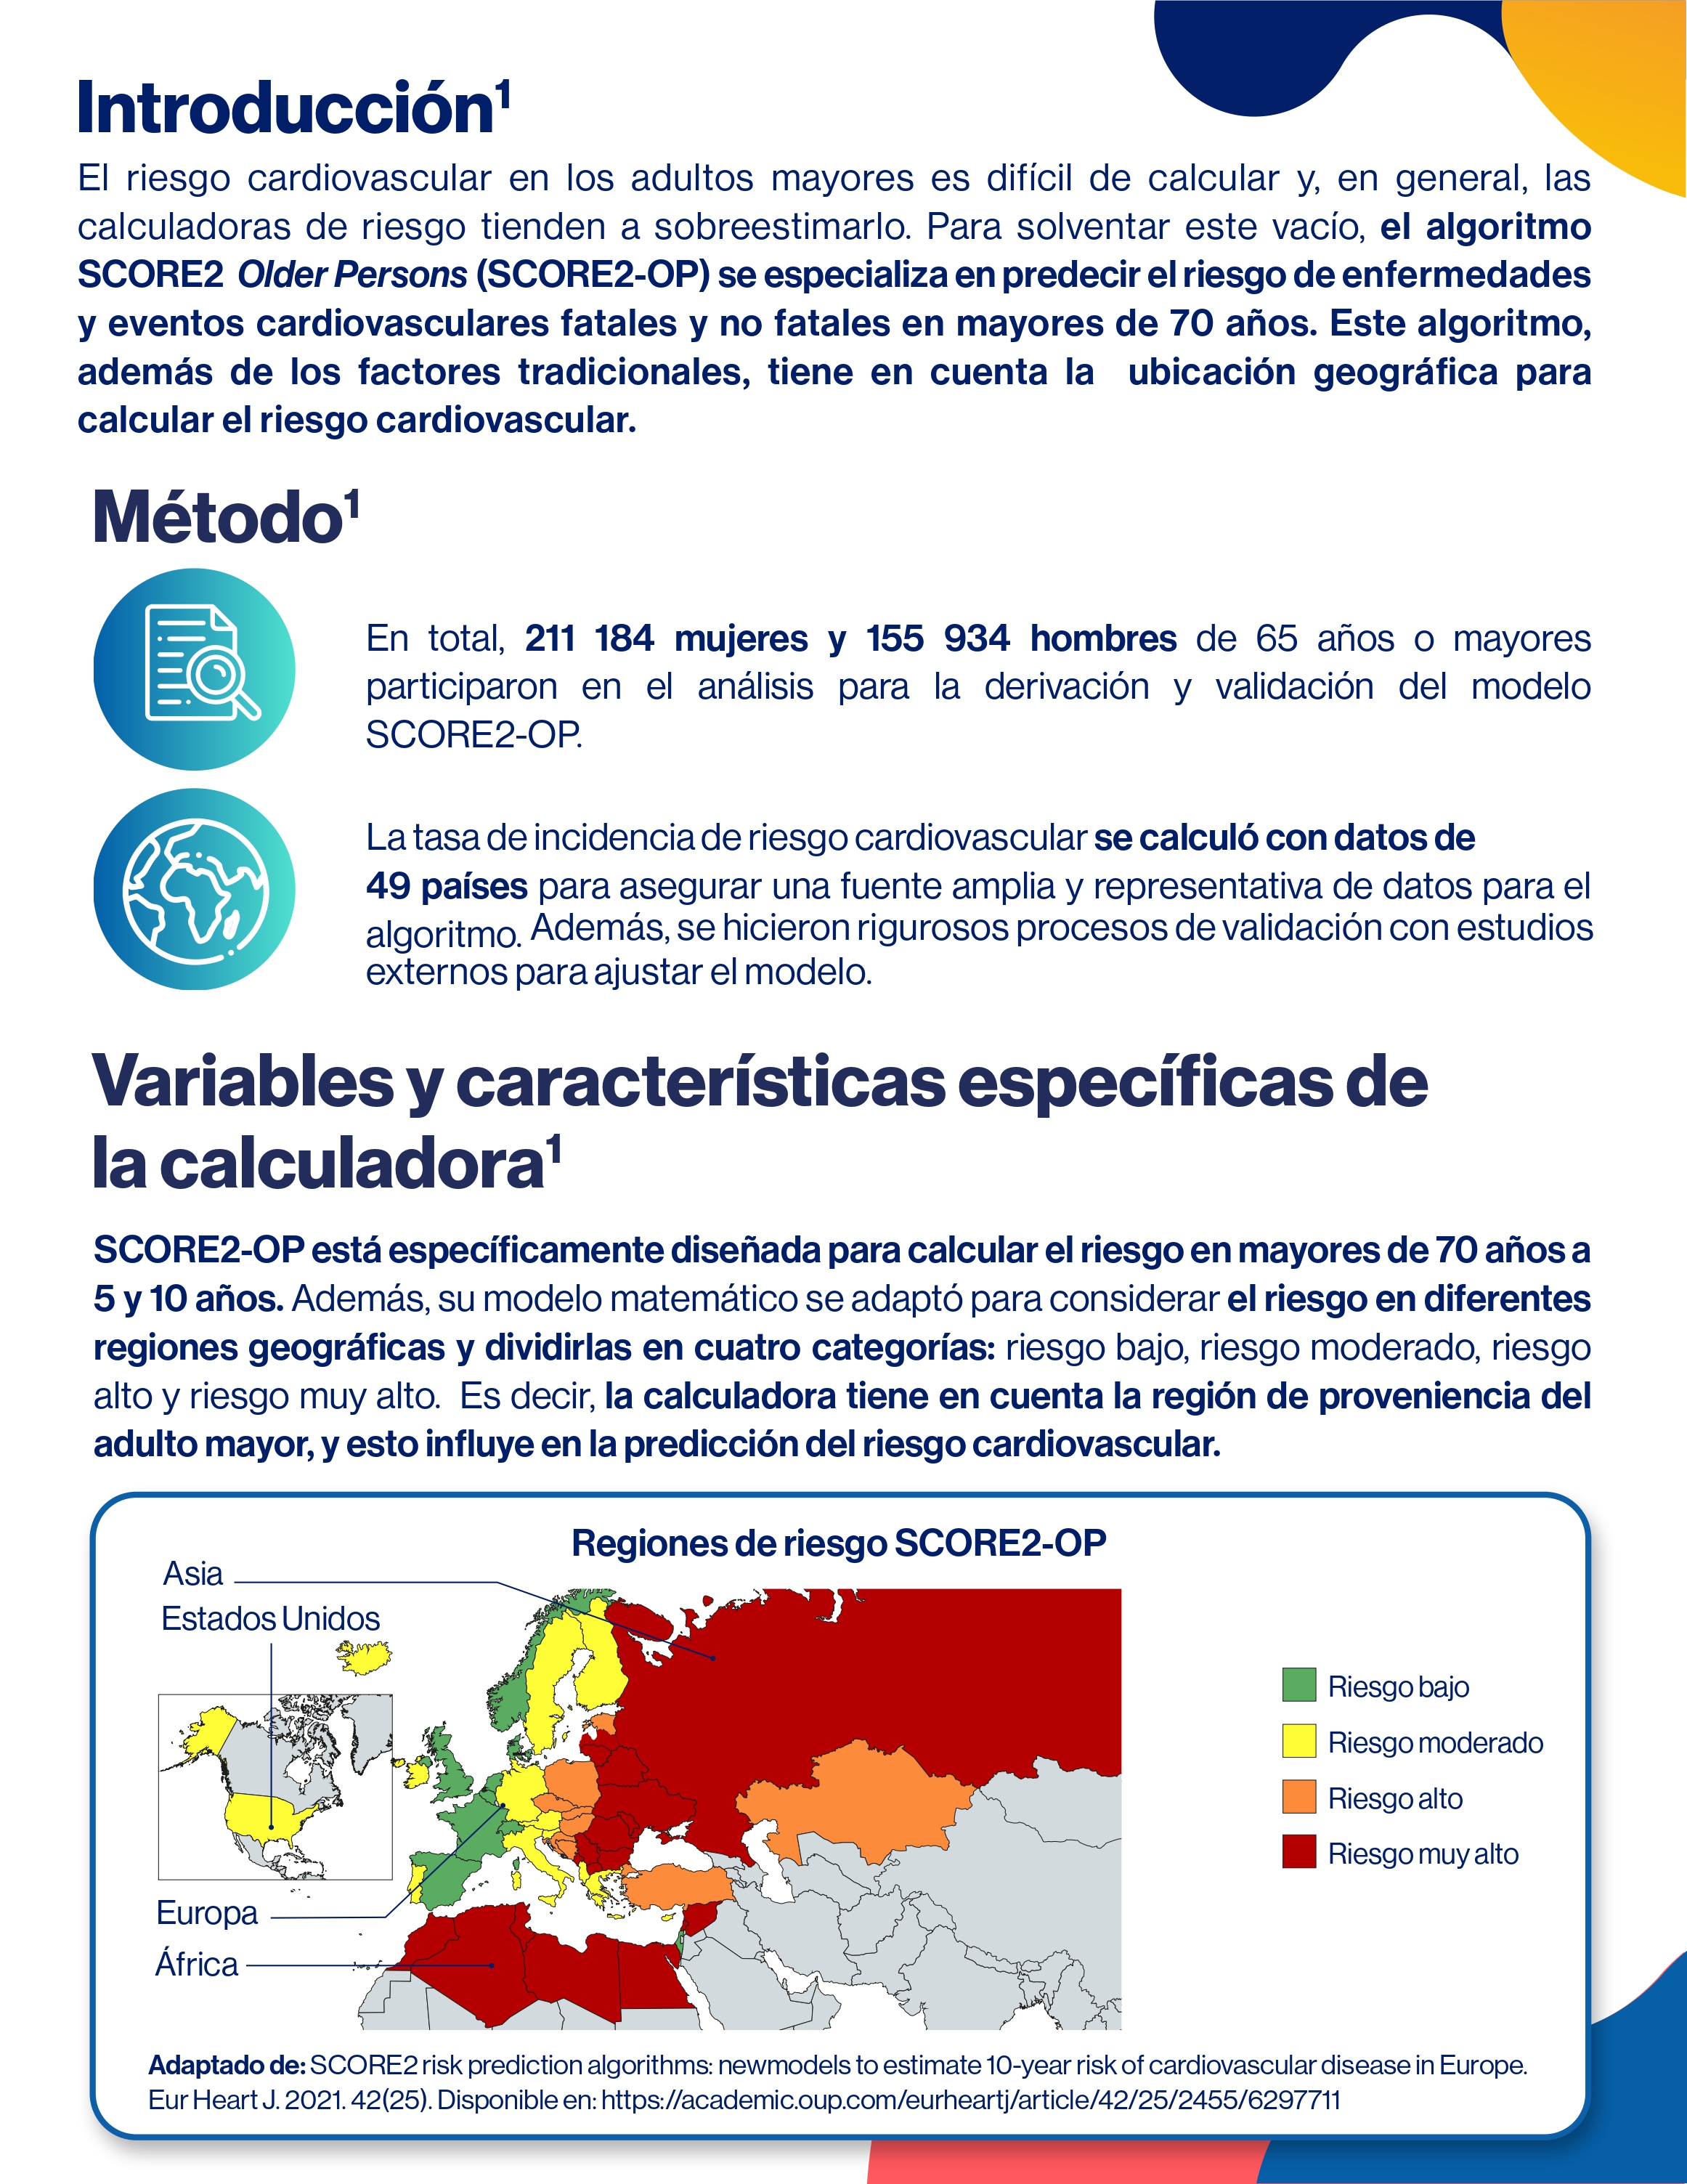 Introducción¹
El riesgo cardiovascular en los adultos mayores es difícil de calcular y, en general, las
calculadoras de riesgo tienden a sobreestimarlo. Para solventar este vacío, el algoritmo
SCORE2 Older Persons (SCORE2-OP) se especializa en predecir el riesgo de enfermedades
y eventos cardiovasculares fatales y no fatales en mayores de 70 años. Este algoritmo,
además de los factores tradicionales, tiene en cuenta la ubicación geográfica para
calcular el riesgo cardiovascular.
Método¹
En total, 211 184 mujeres y 155 934 hombres de 65 años o mayores
participaron en el análisis para la derivación y validación del modelo
SCORE2-OP.
La tasa de incidencia de riesgo cardiovascular se calculó con datos de
49 países para asegurar una fuente amplia y representativa de datos para el
algoritmo. Además, se hicieron rigurosos procesos de validación con estudios
externos para ajustar el modelo.
Variables y características específicas de
la calculadora¹
SCORE2-OP está específicamente diseñada para calcular el riesgo en mayores de 70 años a
5 y 10 años. Además, su modelo matemático se adaptó para considerar el riesgo en diferentes
regiones geográficas y dividirlas en cuatro categorías: riesgo bajo, riesgo moderado, riesgo
alto y riesgo muy alto. Es decir, la calculadora tiene en cuenta la región de proveniencia del
adulto mayor, y esto influye en la predicción del riesgo cardiovascular.
Regiones de riesgo SCORE2-OP
Asia
Estados Unidos
Europa
África
Riesgo bajo
Riesgo moderado
Riesgo alto
Riesgo muy alto
Adaptado de: SCORE2 risk prediction algorithms: newmodels to estimate 10-year risk of cardiovascular disease in Europe.
Eur Heart J. 2021. 42(25). Disponible en: https://academic.oup.com/eurheartj/article/42/25/2455/6297711